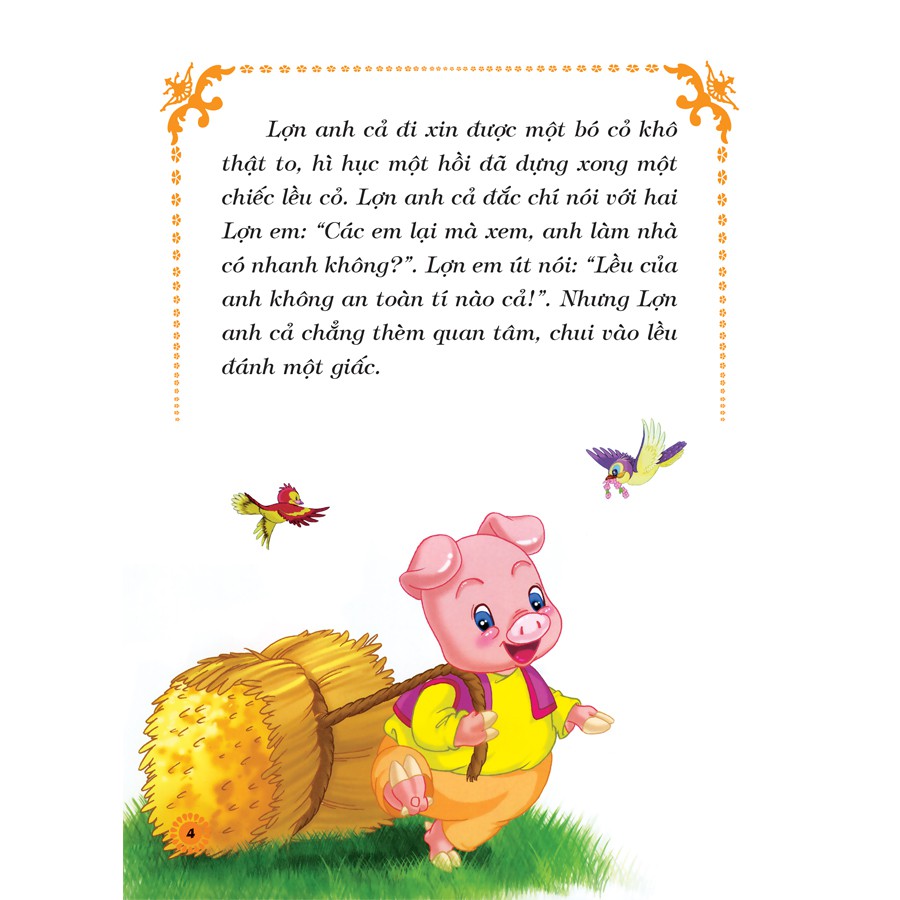 Lợn anh cả đi xin được một bó cỏ khô
thật to, hì hục một hồi đã dựng xong một
chiếc lều cỏ. Lợn anh cả đắc chí nói với hai
Lợn em: “Các em lại mà xem, anh làm nhà
có nhanh không?”. Lợn em út nói: “Lều của
anh không an toàn tí nào cả!”. Nhưng Lợn
anh cả chẳng thèm quan tâm, chui vào lều
đánh một giấc.
4